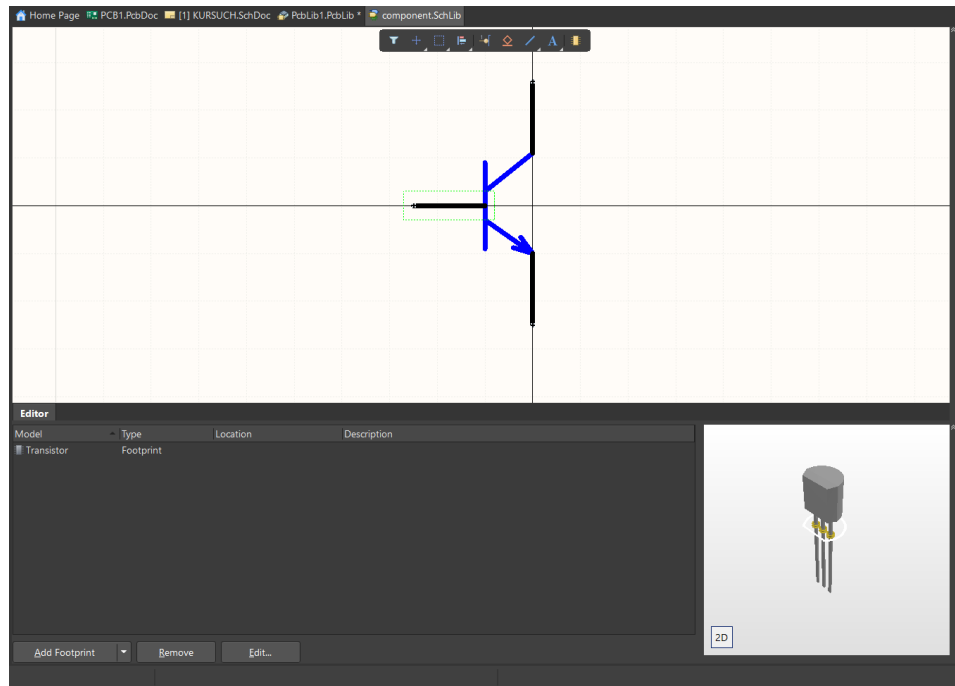 Home Page PCB1.PcbDoc [1] KURSUCH.SchDoc PcbLib1.PcbLib * component.SchLib
A
Editor
Model Type Location Description
Transistor Footprint
2D
Add Footprint Remove Edit...